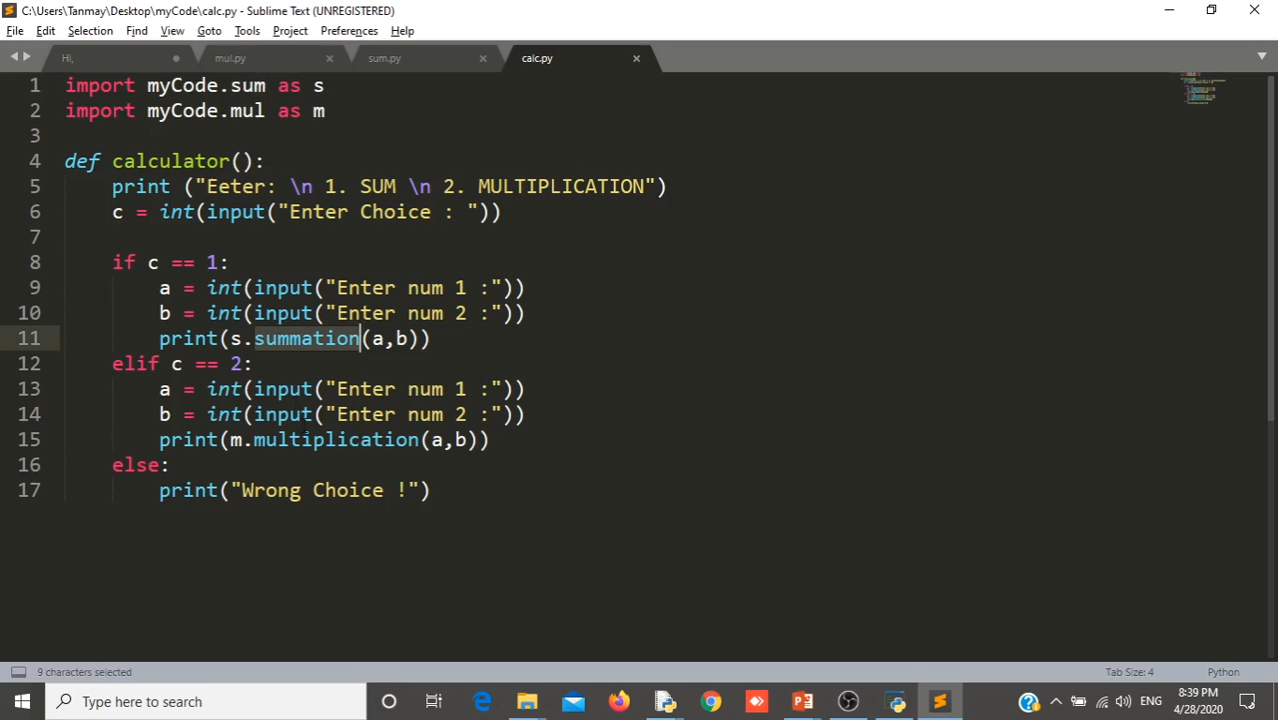 C:\Users\Tanmay\Desktop\myCode\calc.py - Sublime Text (UNREGISTERED)
File Edit Selection Find View Goto Tools Project Preferences Help
Hi, mul.py sum.py calc.py
1 import myCode.sum as s
2 import myCode.mul as m
3
4 def calculator():
5 print ("Eeter: \n 1. SUM \n 2. MULTIPLICATION")
6 c = int(input("Enter Choice : "))
7
8 if c == 1:
9 a = int(input("Enter num 1 :"))
10 b = int(input("Enter num 2 :"))
11 print(s.summation(a,b))
12 elif c == 2:
13 a = int(input("Enter num 1 :"))
14 b = int(input("Enter num 2 :"))
15 print(m.multiplication(a,b))
16 else:
17 print("Wrong Choice !")
9 characters selected Tab Size: 4 Python
Type here to search ENG 8:39 PM
4/28/2020